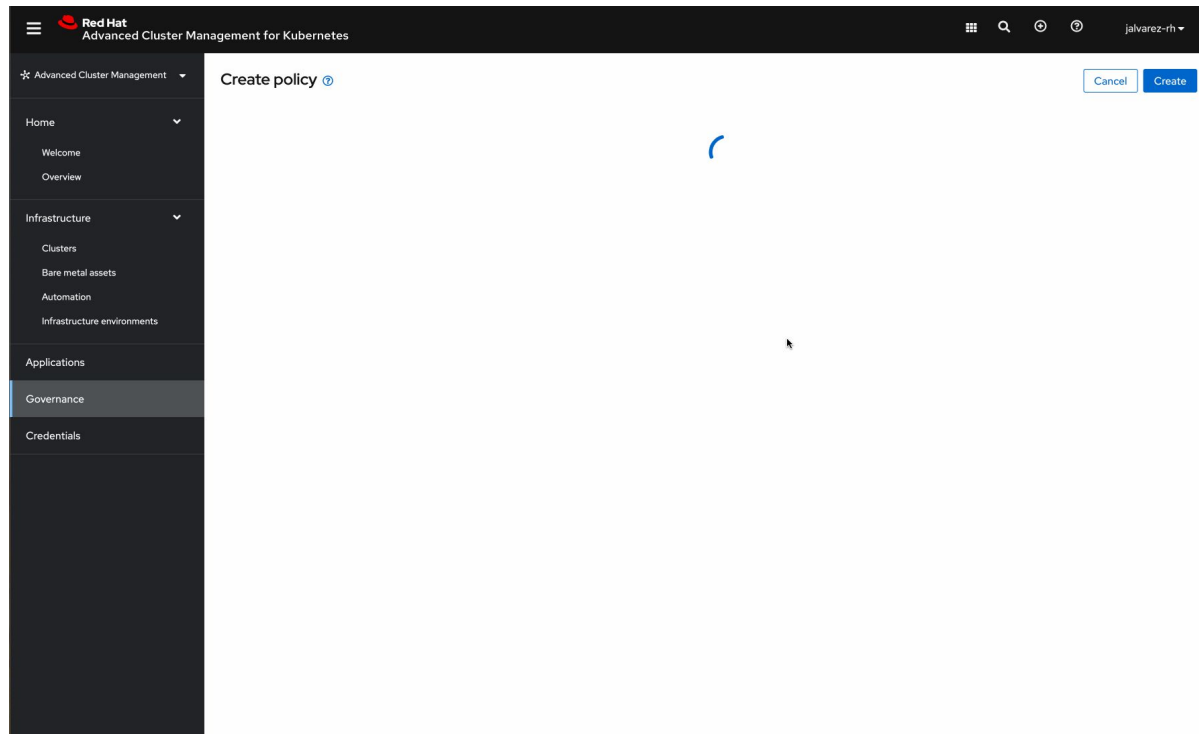 Red Hat
Advanced Cluster Management for Kubernetes
jalvarez-rh
Advanced Cluster Management
Create policy
Cancel
Create
Home
Welcome
Overview
Infrastructure
Clusters
Bare metal assets
Automation
Infrastructure environments
Applications
Governance
Credentials